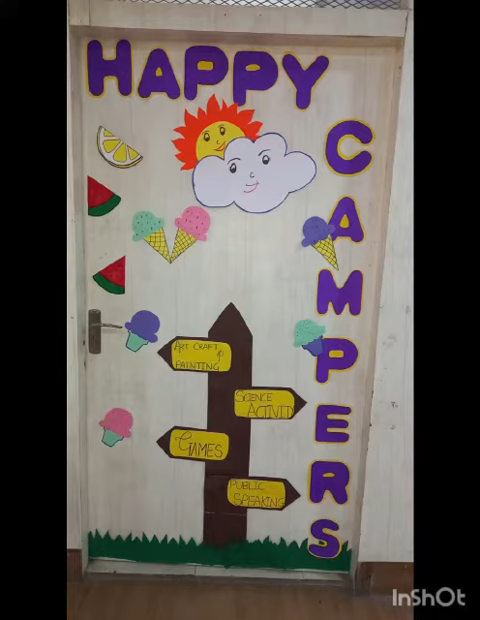 HAPPY
CAMPERS
ART CRAFT &
PAINTING
SCIENCE
ACTIVIT
GAMES
PUBLIC
SPEAKING
INSHOT